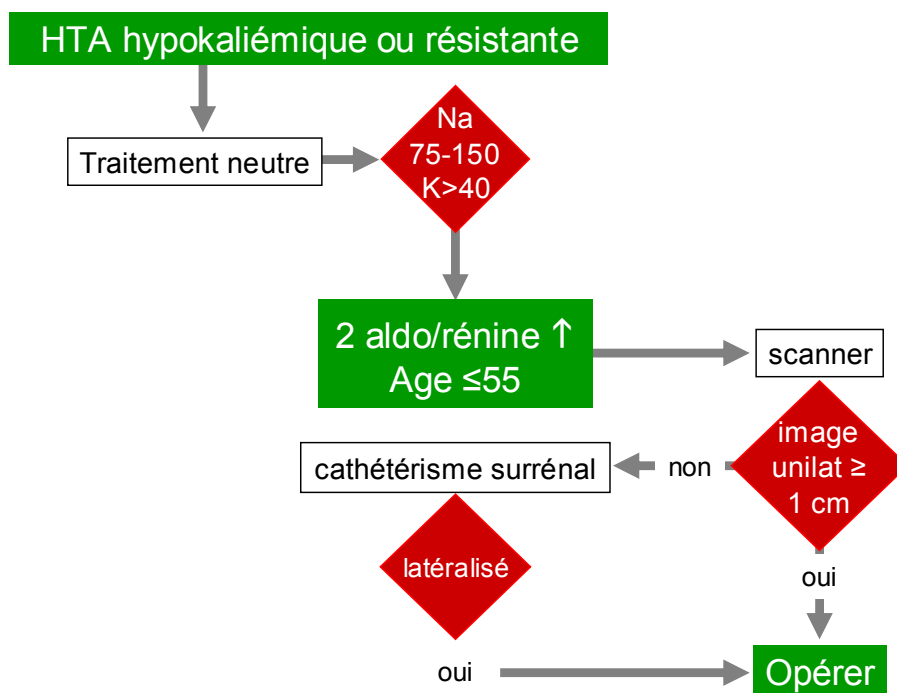 HTA hypokaliémique ou résistante
Traitement neutre
Na
75-150
K>40
2 aldo/rénine ↑
Age ≤55
scanner
image
unilat ≥
1 cm
non
cathétérisme surrénal
latéralisé
oui
oui
Opérer